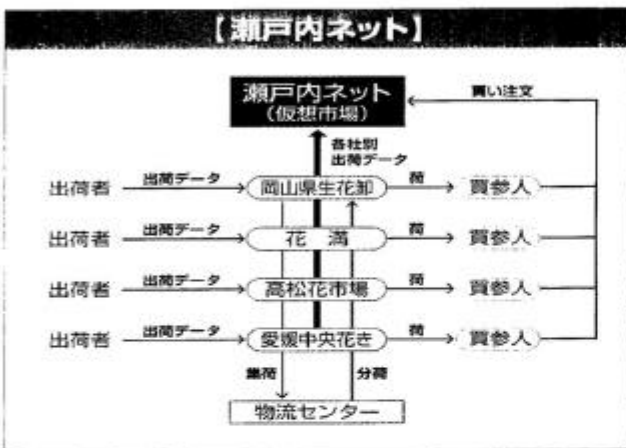 【瀬戸内ネット】
瀬戸内ネット
(仮想市場)
買い注文
各社別
出荷データ
出荷者
出荷データ
岡山県生花卸
荷
買参人
出荷者
出荷データ
花満
荷
買参人
出荷者
出荷データ
高松花市場
荷
買参人
出荷者
出荷データ
愛媛中央花き
荷
買参人
集荷
分荷
物流センター